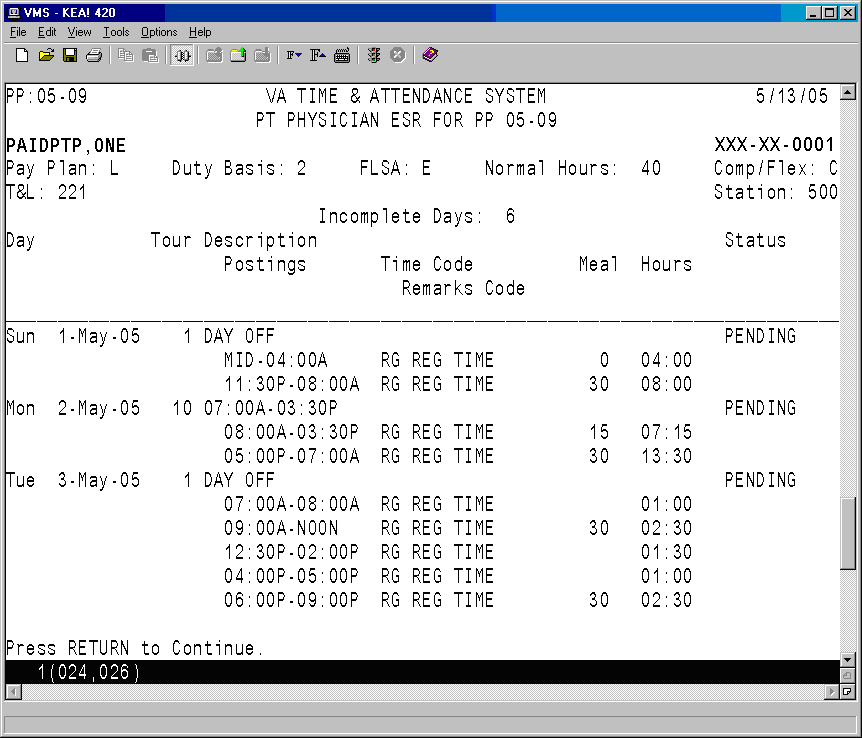 VMS - KEA! 420
File Edit View Tools Options Help
PP:05-09 VA TIME & ATTENDANCE SYSTEM 5/13/05
PT PHYSICIAN ESR FOR PP 05-09
PAIDPTP,ONE XXX-XX-0001
Pay Plan: L Duty Basis: 2 FLSA: E Normal Hours: 40 Comp/Flex: C
T&L: 221 Station: 500
Incomplete Days: 6
Day Tour Description Status
Postings Time Code Meal Hours
Remarks Code
Sun 1-May-05 1 DAY OFF PENDING
MID-04:00A RG REG TIME 0 04:00
11:30P-08:00A RG REG TIME 30 08:00
Mon 2-May-05 10 07:00A-03:30P PENDING
08:00A-03:30P RG REG TIME 15 07:15
05:00P-07:00A RG REG TIME 30 13:30
Tue 3-May-05 1 DAY OFF PENDING
07:00A-08:00A RG REG TIME 01:00
09:00A-NOON RG REG TIME 30 02:30
12:30P-02:00P RG REG TIME 01:30
04:00P-05:00P RG REG TIME 01:00
06:00P-09:00P RG REG TIME 30 02:30
Press RETURN to Continue.
1(024,026)